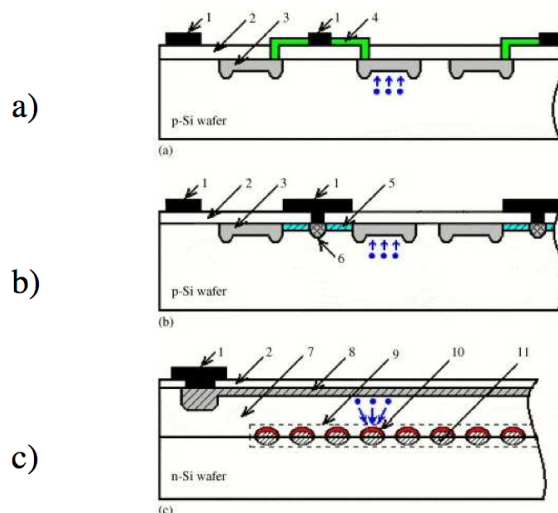 1 2 3 1 4
a)
p-Si wafer
(a)
1 2 3 1 5
6
b)
p-Si wafer
(b)
1 2 7 8 9 10 11
c)
n-Si wafer
(c)